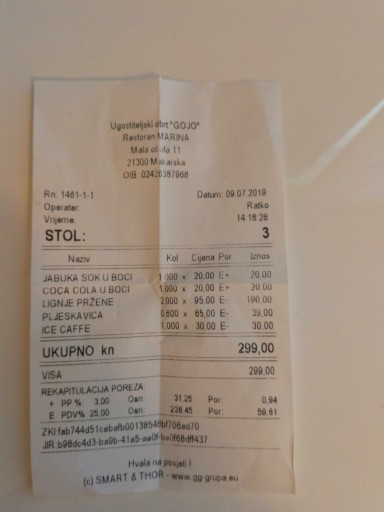 Ugostiteljski obrt "GOJO"
Restoran MARINA
Mala obala 11
21300 Makarska
OIB: 02426387968
Rn: 1461-1-1 Datum: 09.07.2019
Operater: Ratko
Vrijeme: 14:18:26
STOL: 3
Naziv Kol Cijena Por Iznos
JABUKA SOK U BOCI 1,000 x 20,00 E+ 20,00
COCA COLA U BOCI 1,000 x 20,00 E+ 20,00
LIGNJE PRŽENE 2,000 x 95,00 E- 190,00
PLJESKAVICA 0,600 x 65,00 E- 39,00
ICE CAFFE 1,000 x 30,00 E- 30,00
UKUPNO kn 299,00
VISA 299,00
REKAPITULACIJA POREZA:
+ PP % 3,00 Osn: 31,25 Por: 0,94
E PDV% 25,00 Osn: 238,45 Por: 59,61
Hvala na posjeti !
(c) SMART & THOR - www.gg-grupa.eu